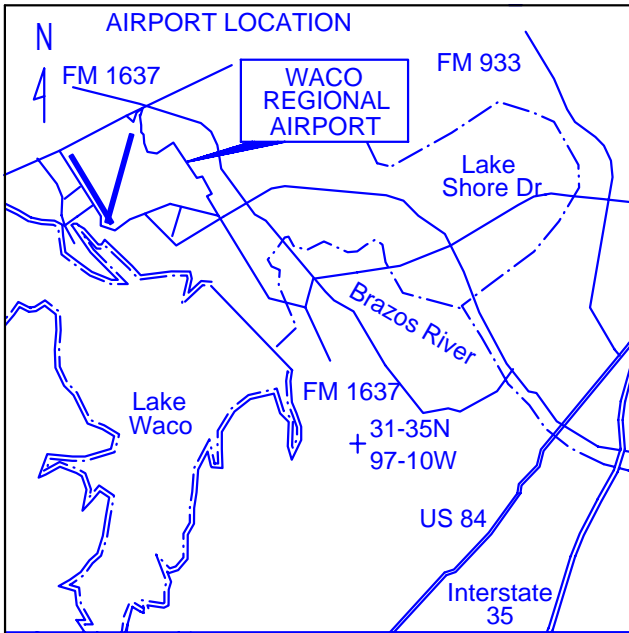 AIRPORT LOCATION
N
FM 1637
WACO
REGIONAL
AIRPORT
FM 933
Lake
Shore Dr
Brazos River
FM 1637
Lake
Waco
31-35N
97-10W
US 84
Interstate
35